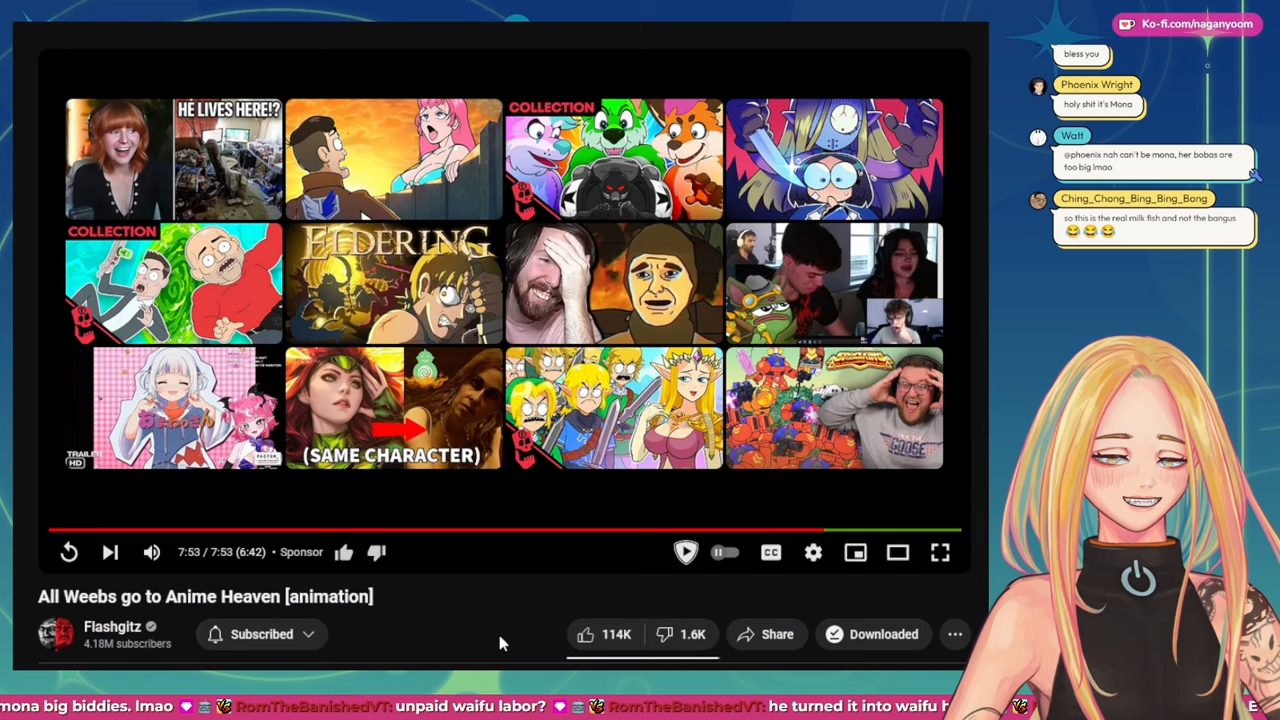 Ko-fi.com/naganyoom
bless you
Phoenix Wright
holy shit it's Mona
Watt
@phoenix nah can't be mona, her bobas are
too big lmao
Ching_Chong_Bing_Bing_Bong
so this is the real milk fish and not the bangus
😂😂😂
HE LIVES HERE!?
COLLECTION
COLLECTION
ELDERING
TRAILER
HD
(SAME CHARACTER)
GOOSE
7:53 / 7:53 (6:42) • Sponsor
CC
All Weebs go to Anime Heaven [animation]
Flashgitz
4.18M subscribers
Subscribed
114K
1.6K
Share
Downloaded
mona big biddies. lmao
RomTheBanishedVT: unpaid waifu labor?
RomTheBanishedVT: he turned it into waifu h
E